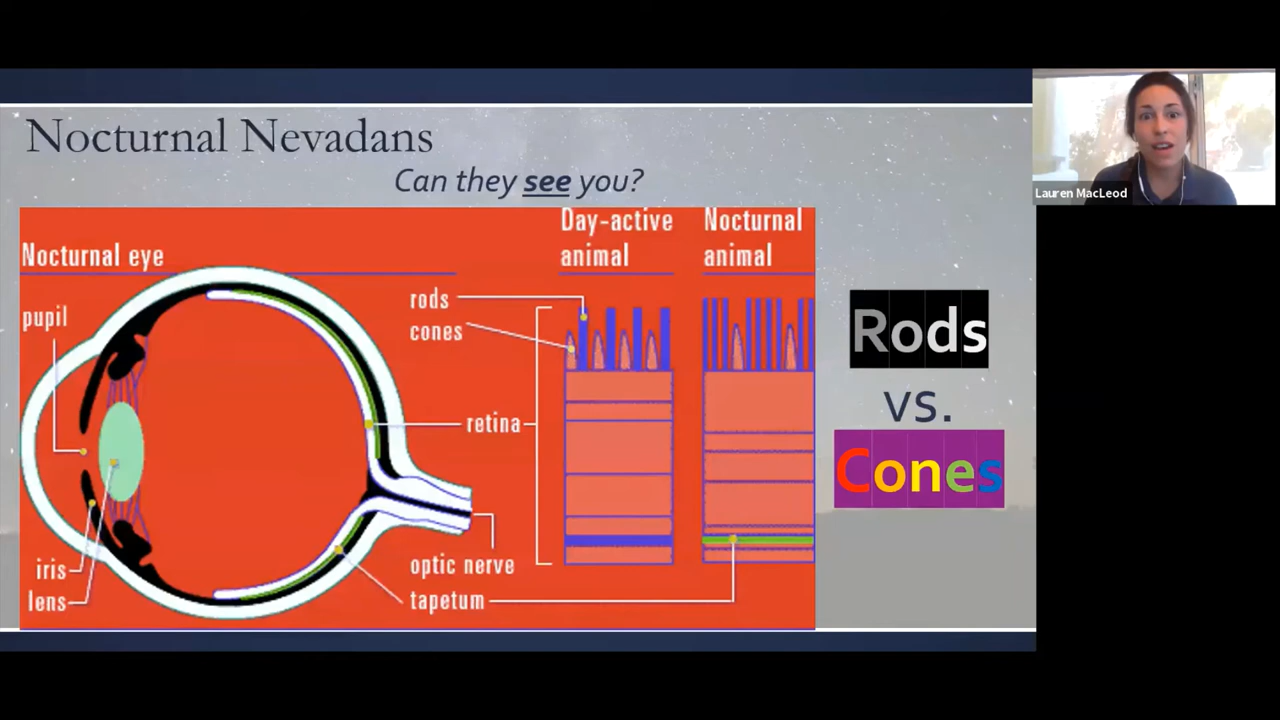 Nocturnal Nevadans
Can they see you?
Lauren MacLeod
Nocturnal eye
Day-active
animal
Nocturnal
animal
pupil
rods
cones
retina
iris
lens
optic nerve
tapetum
Rods
vs.
Cones